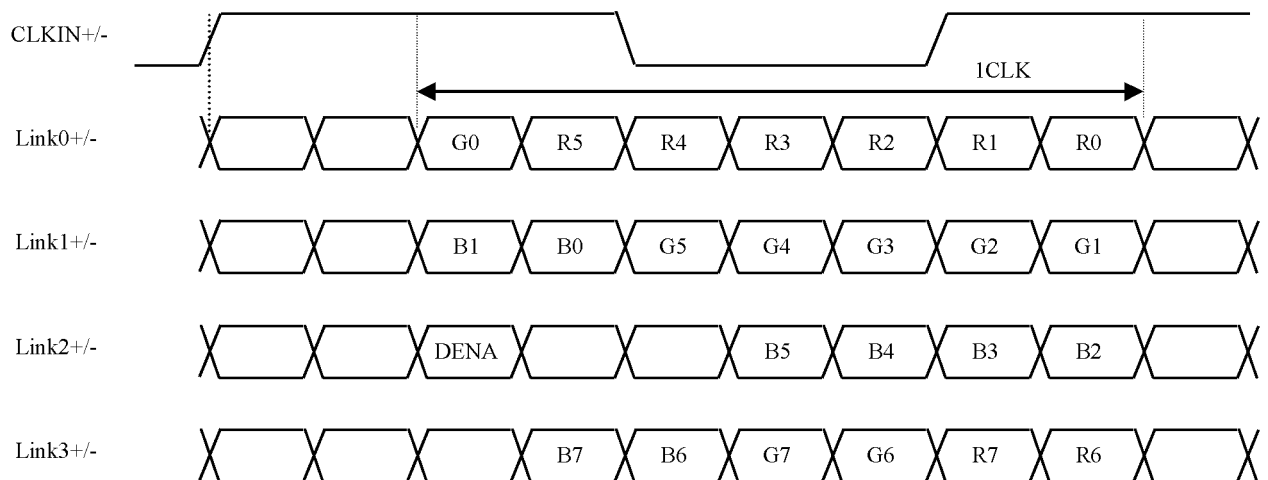 CLKIN+/-
1CLK
Link0+/- G0 R5 R4 R3 R2 R1 R0
Link1+/- B1 B0 G5 G4 G3 G2 G1
Link2+/- DENA B5 B4 B3 B2
Link3+/- B7 B6 G7 G6 R7 R6